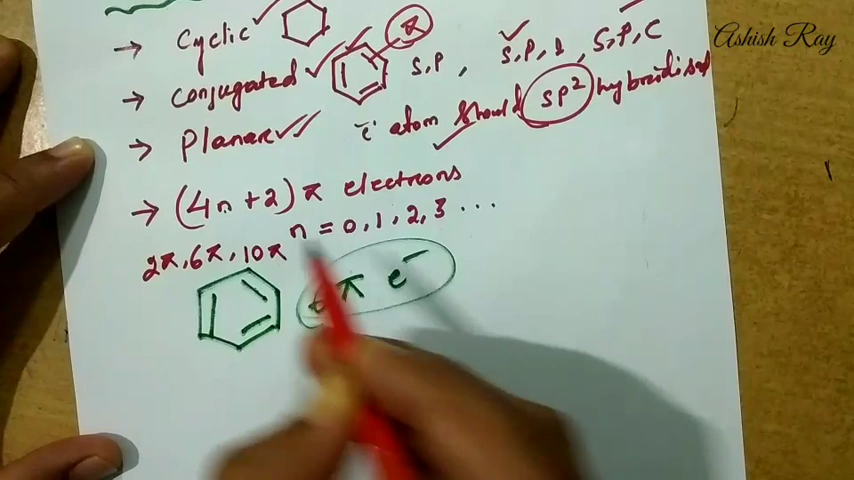 Ashish Ray
→ Cyclic
→ Conjugated π S,P, S,P,S, S,P,C
→ Planar ē atom should sp² hybridised
→ (4n+2) π electrons
n = 0, 1, 2, 3 ...
2π, 6π, 10π
6π e⁻